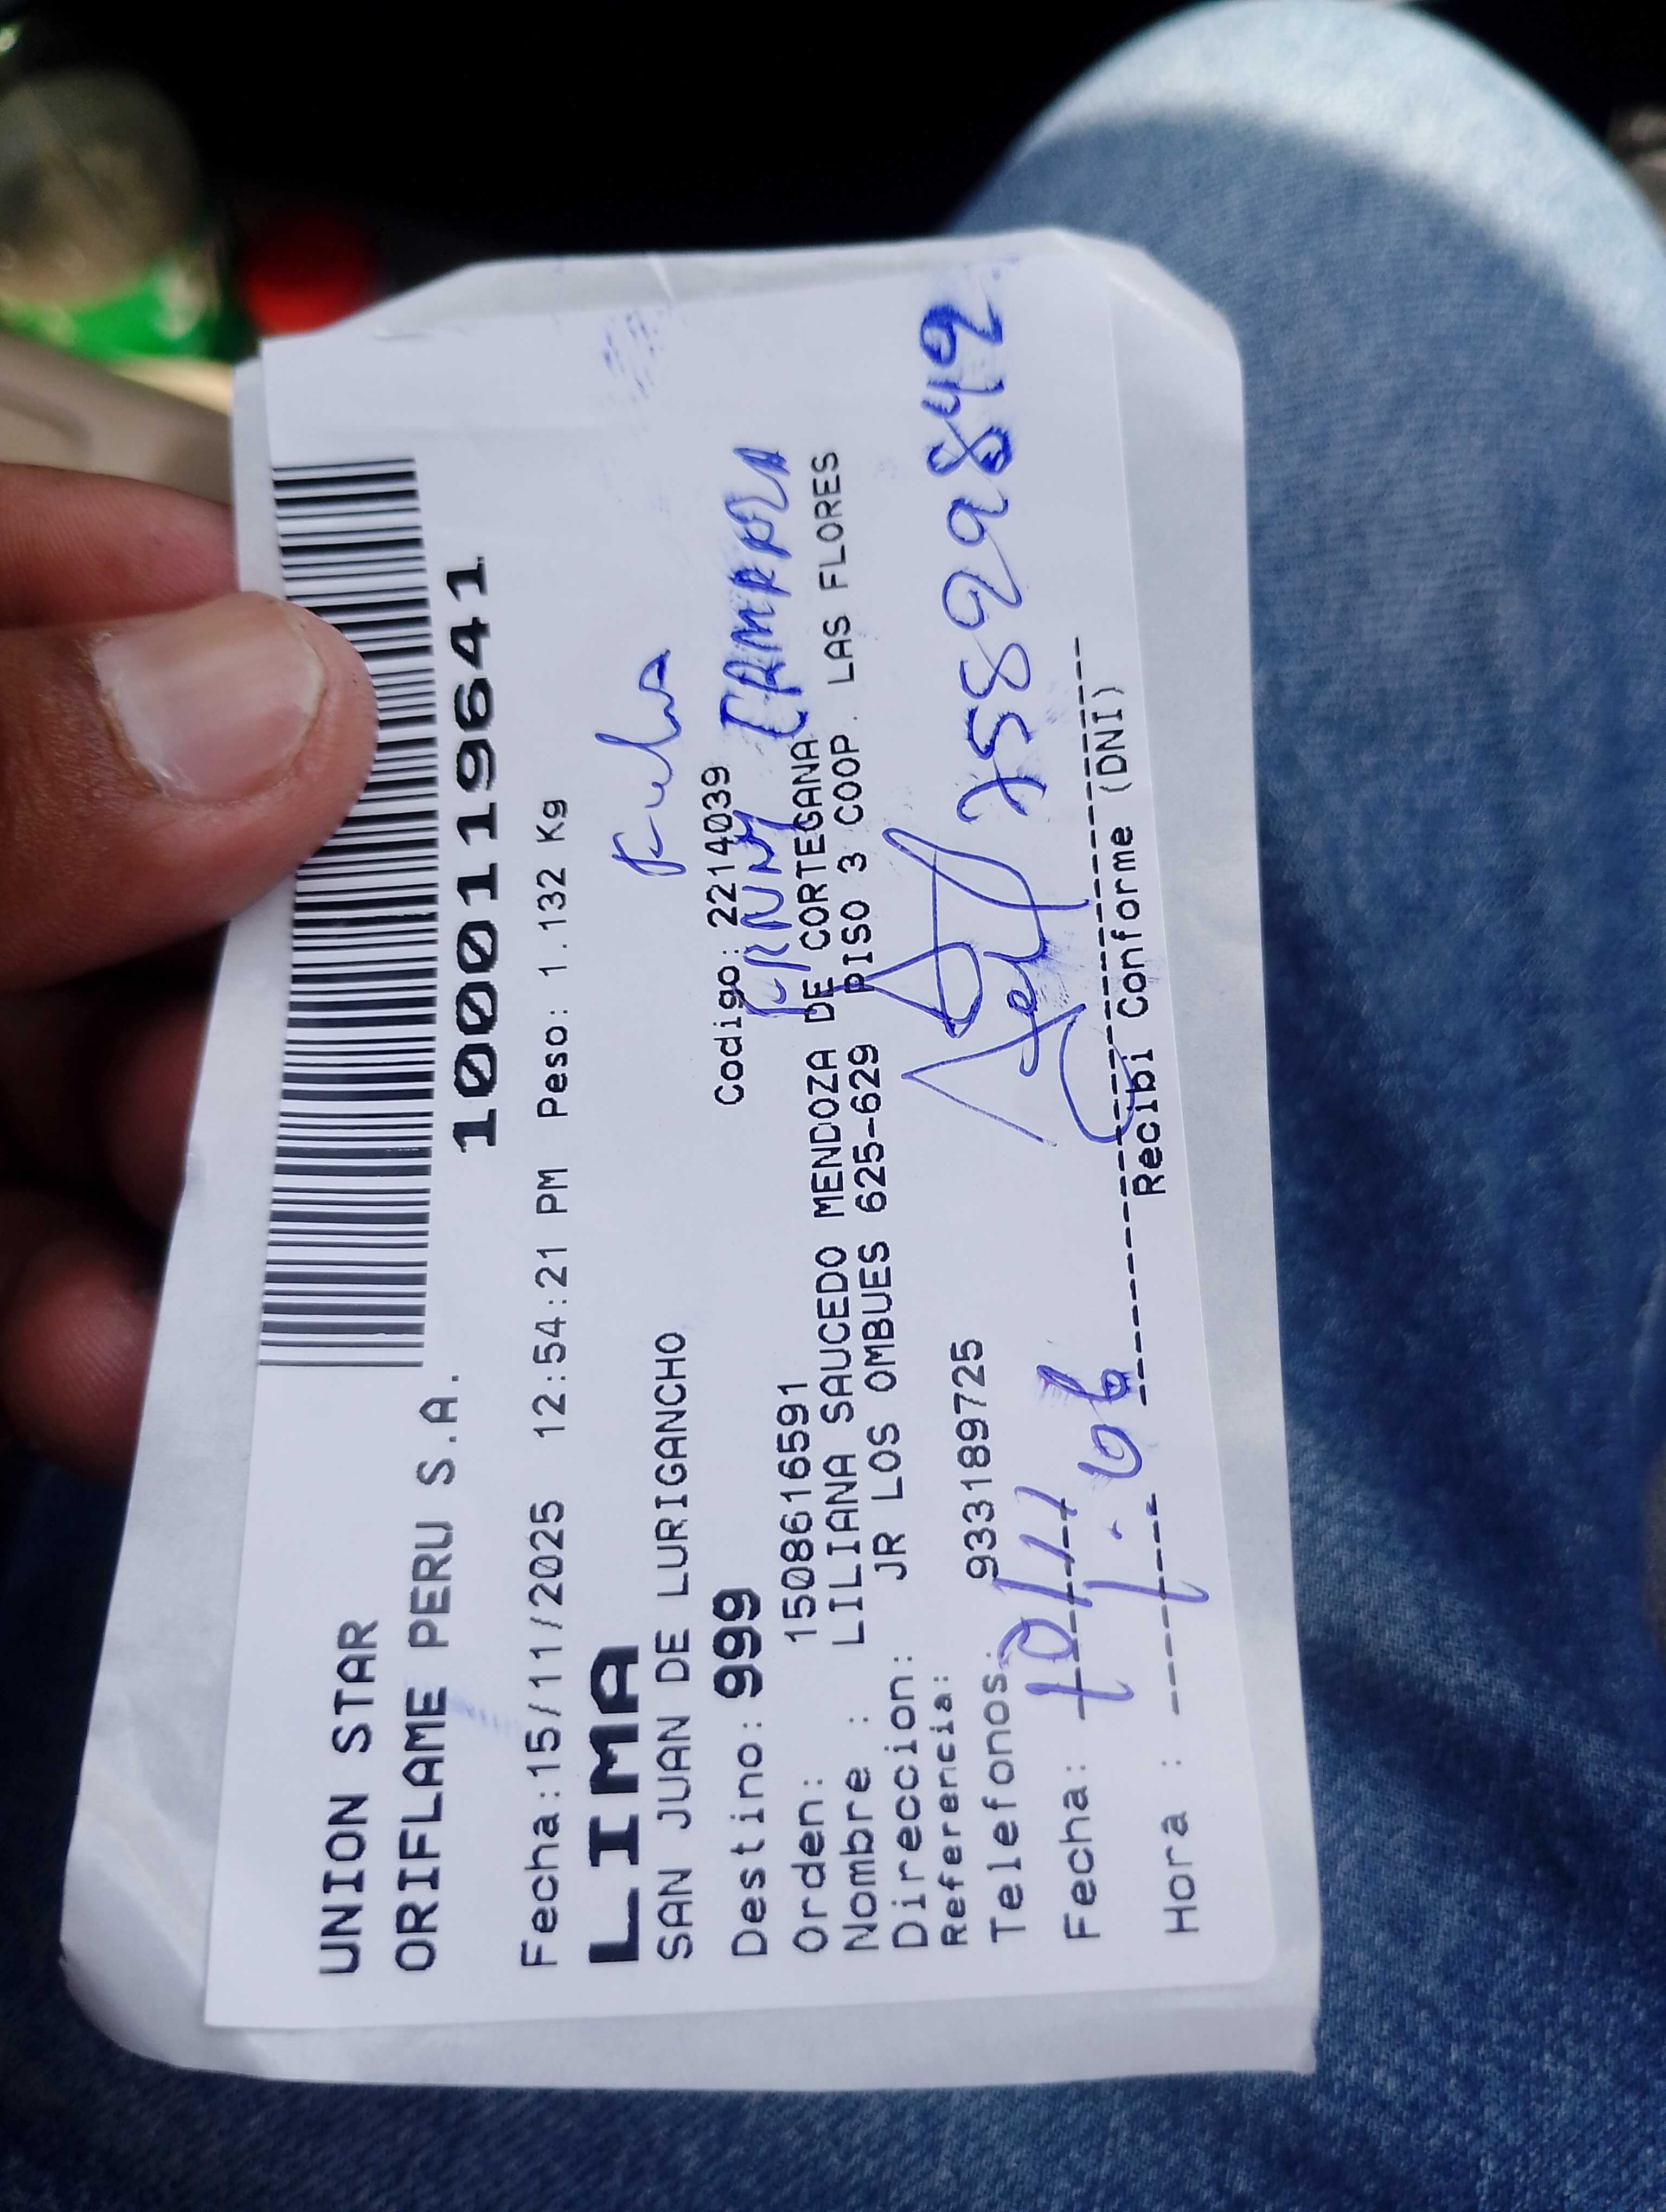 UNION STAR
ORIFLAME PERU S.A.
1000119641
Fecha:15/11/2025 12:54:21 PM Peso: 1.132 Kg
LIMA
SAN JUAN DE LURIGANCHO
Destino: 999 Codigo: 2214039
Orden: 1508616591
Nombre : LILIANA SAUCEDO MENDOZA DE CORTEGANA
Direccion: JR LOS OMBUES 625-629 PISO 3 COOP. LAS FLORES
Referencia:
Telefonos: 933189725
75829849
Fecha:
Hora :
Recibi Conforme (DNI)